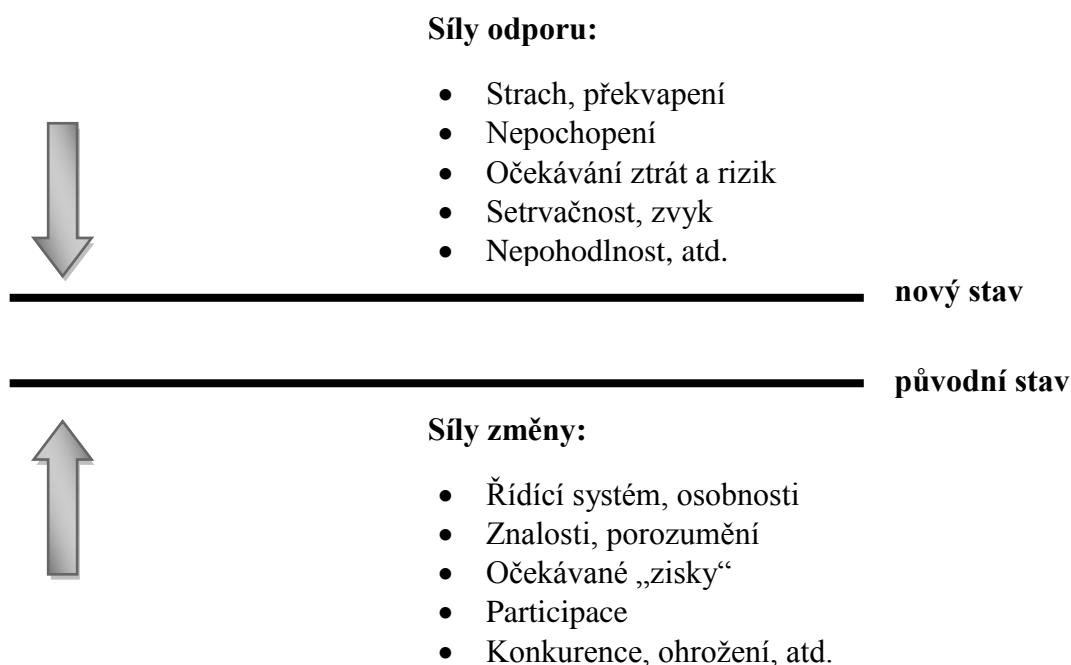 Síly odporu:
• Strach, překvapení
• Nepochopení
• Očekávání ztrát a rizik
• Setrvačnost, zvyk
• Nepohodlnost, atd.
nový stav
původní stav
Síly změny:
• Řídící systém, osobnosti
• Znalosti, porozumění
• Očekávané „zisky“
• Participace
• Konkurence, ohrožení, atd.